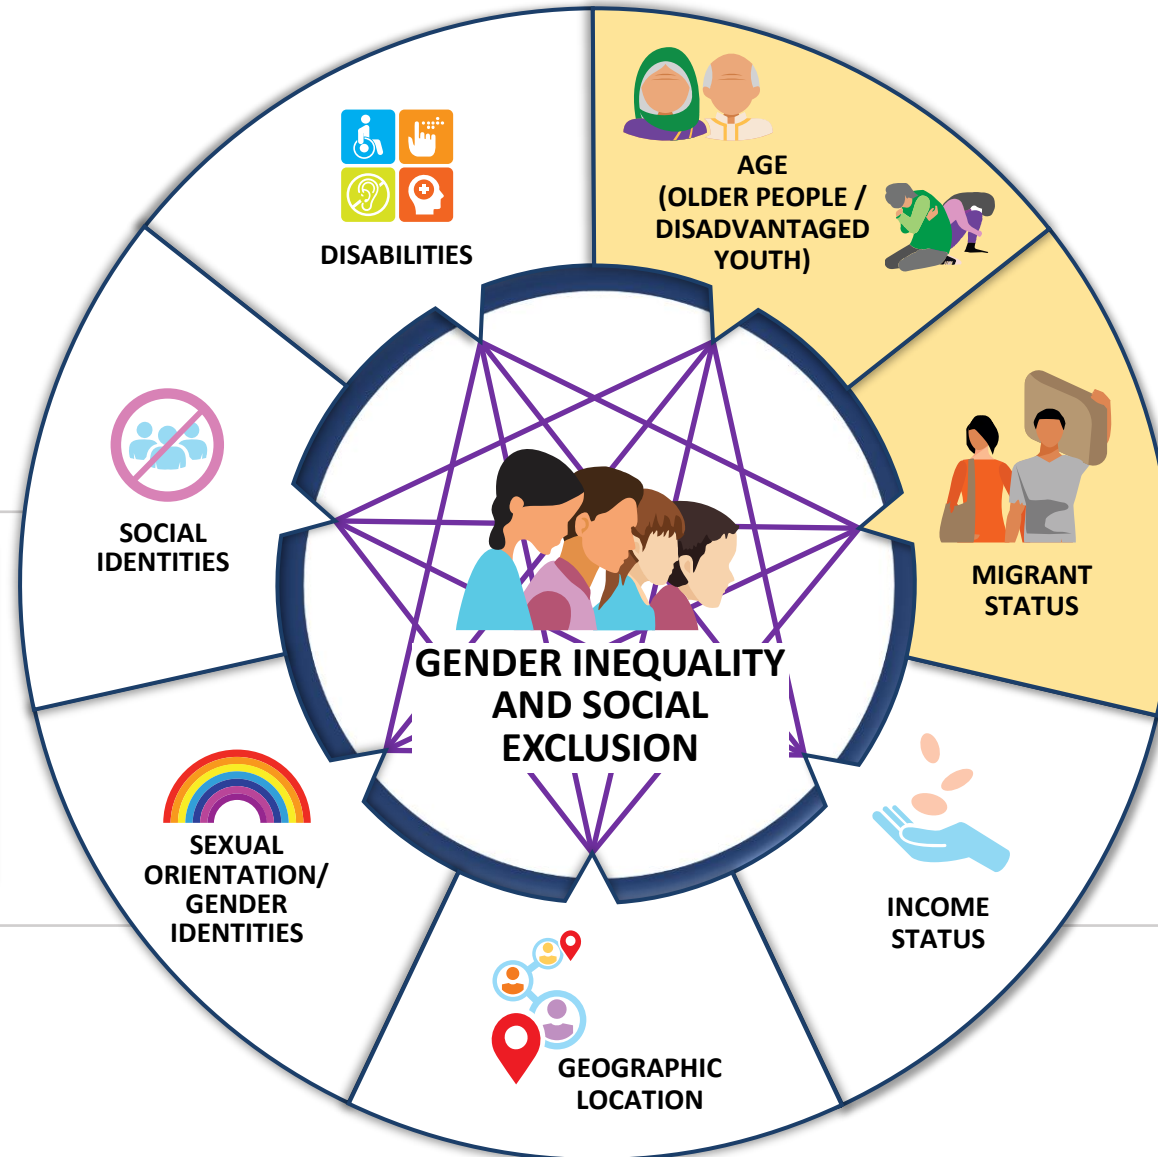 AGE
(OLDER PEOPLE /
DISADVANTAGED
YOUTH)
MIGRANT
STATUS
INCOME
STATUS
GEOGRAPHIC
LOCATION
SEXUAL
ORIENTATION/
GENDER
IDENTITIES
SOCIAL
IDENTITIES
DISABILITIES
GENDER INEQUALITY
AND SOCIAL
EXCLUSION